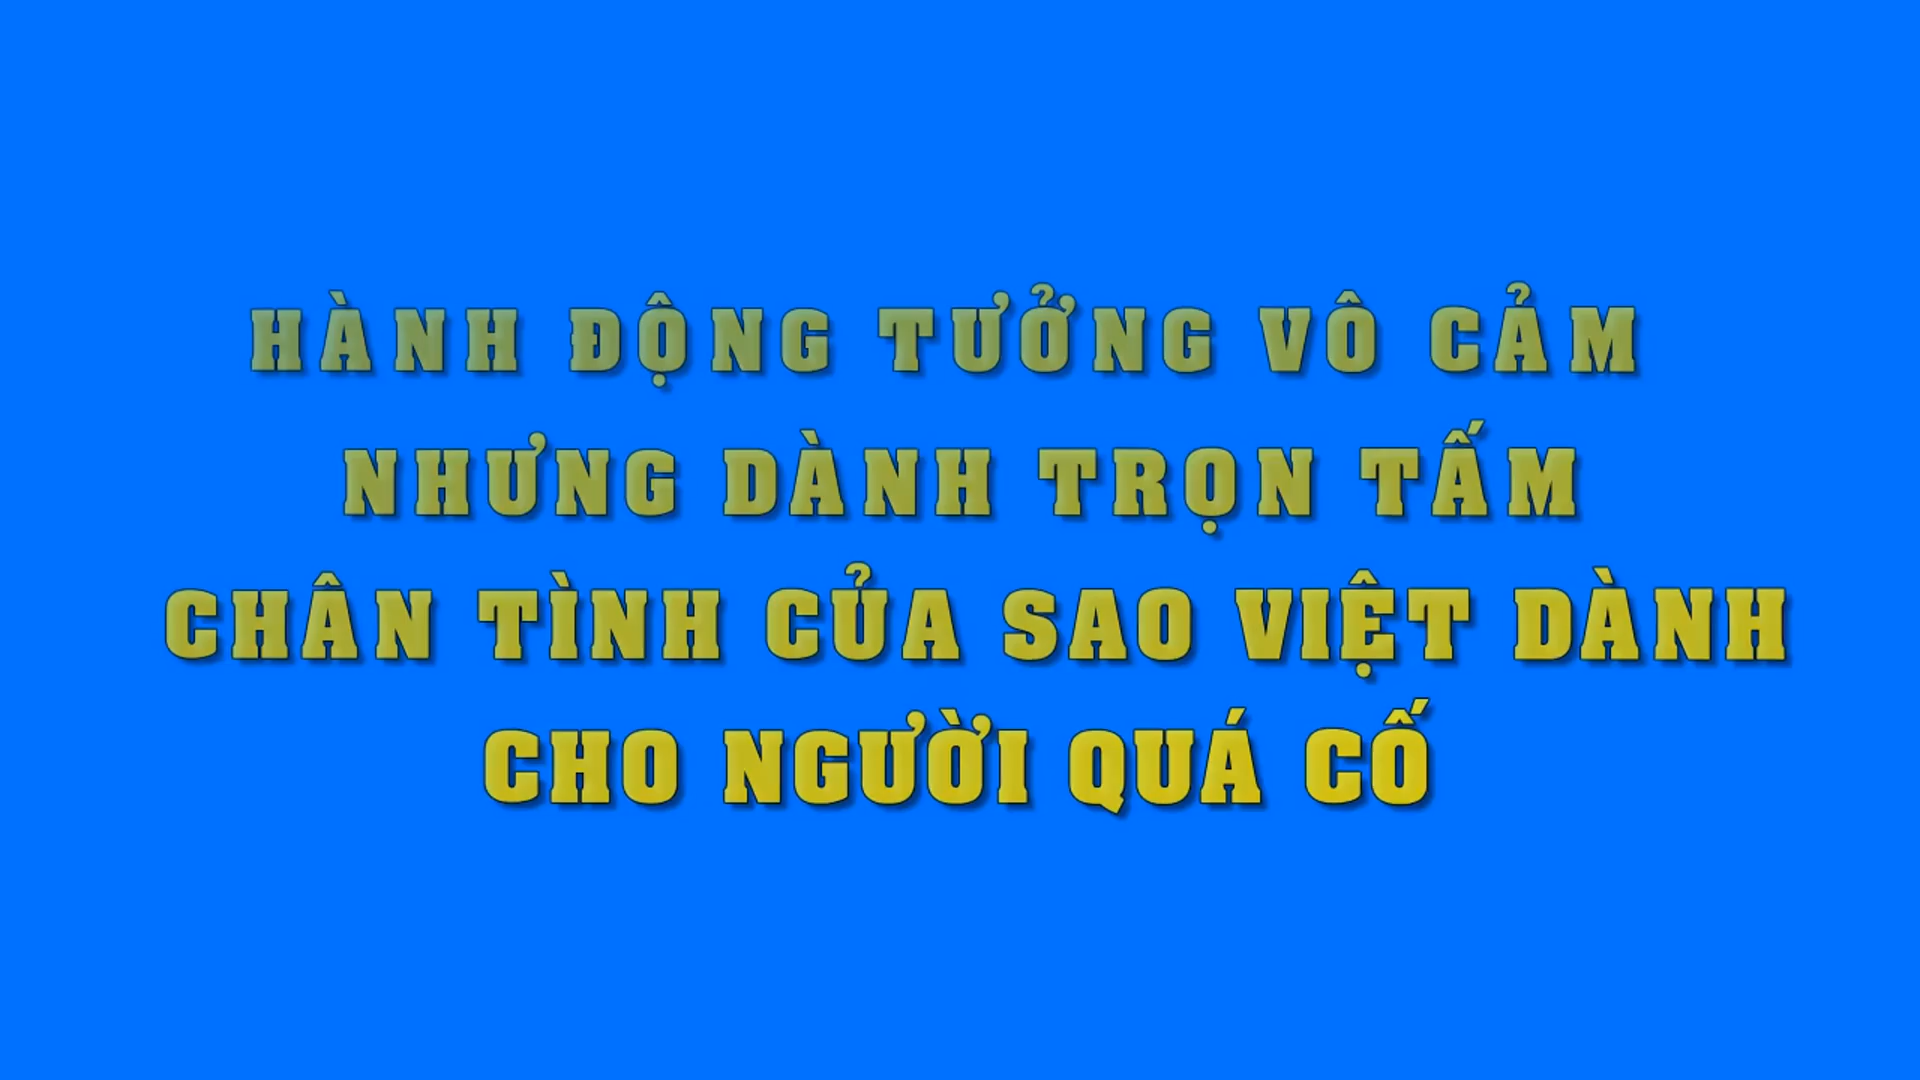 HÀNH ĐỘNG TƯỞNG VÔ CẢM
NHƯNG DÀNH TRỌN TẤM
CHÂN TÌNH CỦA SAO VIỆT DÀNH
CHO NGƯỜI QUÁ CỐ